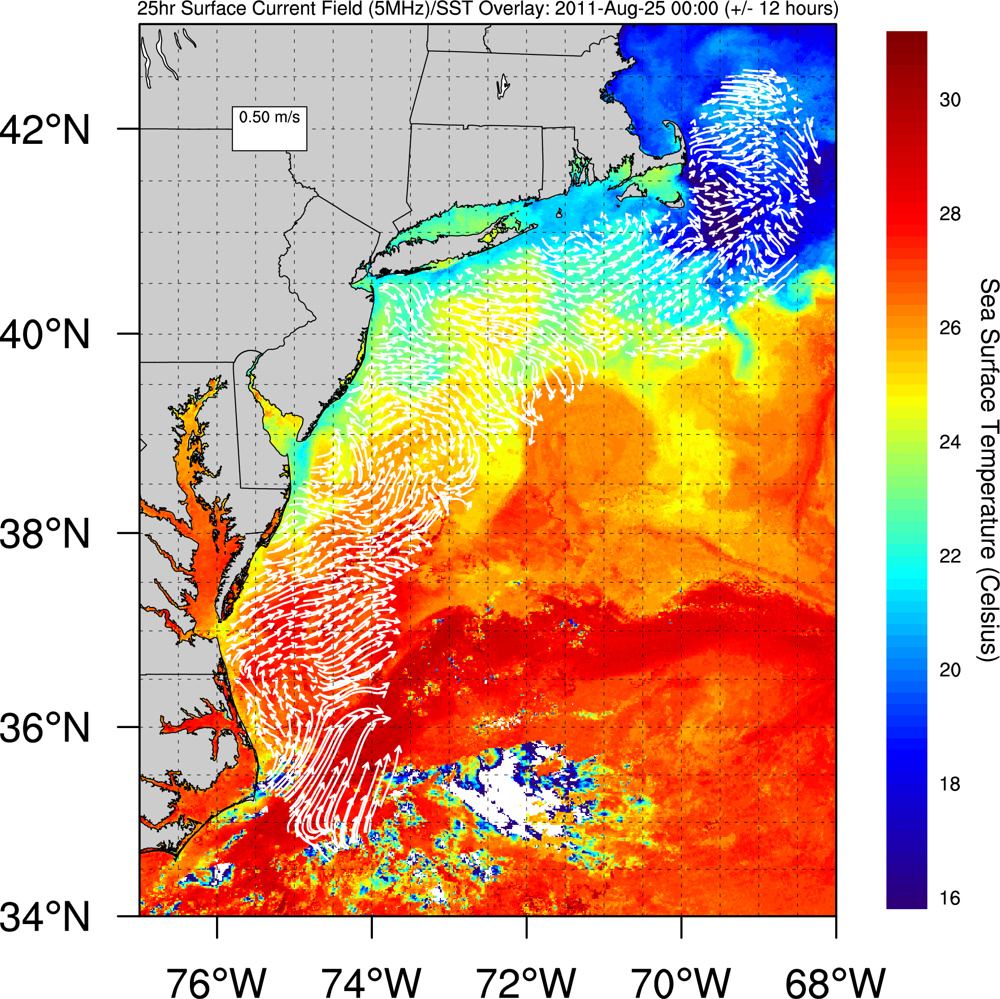 25hr Surface Current Field (5MHz)/SST Overlay: 2011-Aug-25 00:00 (+/- 12 hours)
0.50 m/s
42°N
40°N
38°N
36°N
34°N
76°W
74°W
72°W
70°W
68°W
30
28
26
24
22
20
18
16
Sea Surface Temperature (Celsius)